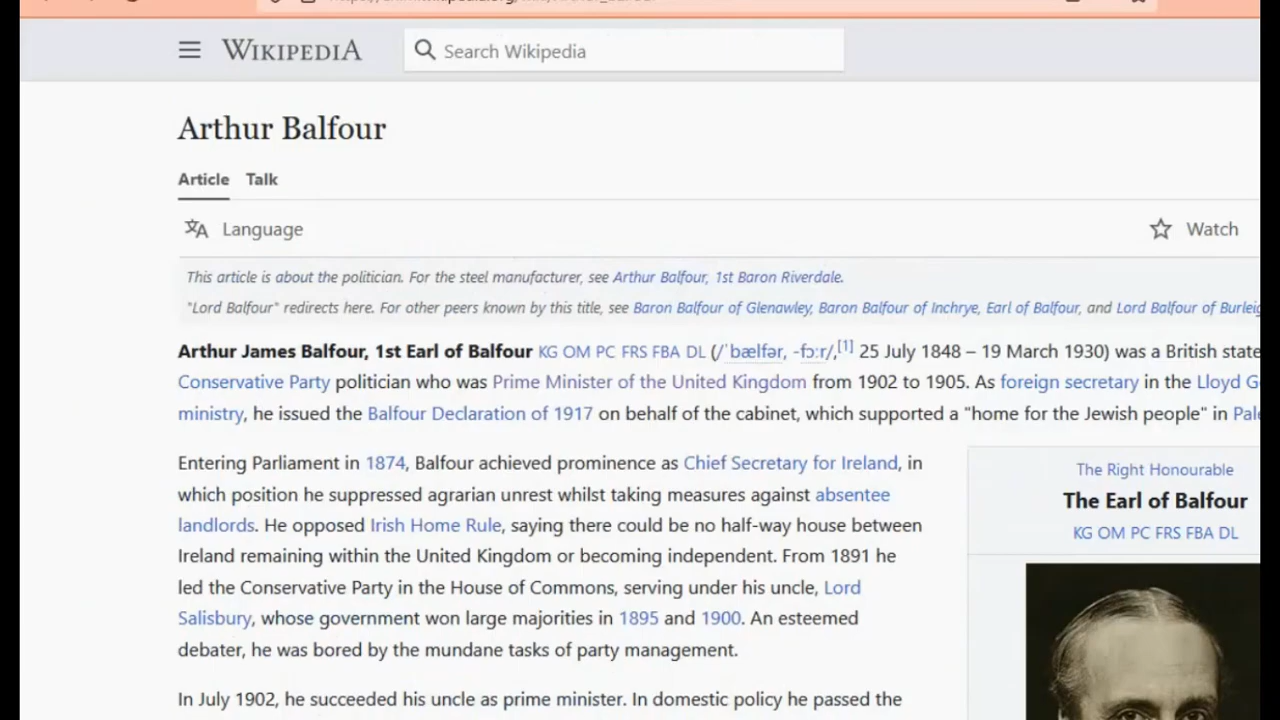 WIKIPEDIA
Search Wikipedia
Arthur Balfour
Article Talk
Language
Watch
This article is about the politician. For the steel manufacturer, see Arthur Balfour, 1st Baron Riverdale.
"Lord Balfour" redirects here. For other peers known by this title, see Baron Balfour of Glenawley, Baron Balfour of Inchrye, Earl of Balfour, and Lord Balfour of
Arthur James Balfour, 1st Earl of Balfour KG OM PC FRS FBA DL (/ˈbælfər, -fɔːr/,[1] 25 July 1848 – 19 March 1930) was a British
Conservative Party politician who was Prime Minister of the United Kingdom from 1902 to 1905. As foreign secretary in the Lloyd
ministry, he issued the Balfour Declaration of 1917 on behalf of the cabinet, which supported a "home for the Jewish people" in
Entering Parliament in 1874, Balfour achieved prominence as Chief Secretary for Ireland, in
which position he suppressed agrarian unrest whilst taking measures against absentee
landlords. He opposed Irish Home Rule, saying there could be no half-way house between
Ireland remaining within the United Kingdom or becoming independent. From 1891 he
led the Conservative Party in the House of Commons, serving under his uncle, Lord
Salisbury, whose government won large majorities in 1895 and 1900. An esteemed
debater, he was bored by the mundane tasks of party management.
In July 1902, he succeeded his uncle as prime minister. In domestic policy he passed the
The Right Honourable
The Earl of Balfour
KG OM PC FRS FBA DL